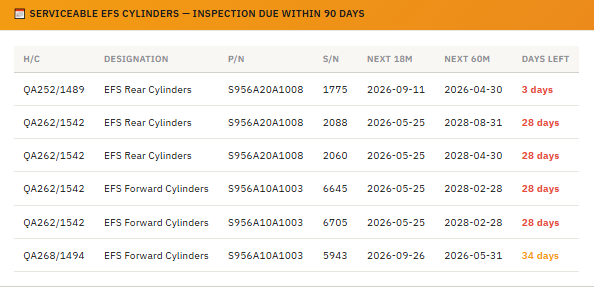 SERVICEABLE EFS CYLINDERS — INSPECTION DUE WITHIN 90 DAYS
H/C DESIGNATION P/N S/N NEXT 18M NEXT 60M DAYS LEFT
QA252/1489 EFS Rear Cylinders S956A20A1008 1775 2026-09-11 2026-04-30 3 days
QA262/1542 EFS Rear Cylinders S956A20A1008 2088 2026-05-25 2028-08-31 28 days
QA262/1542 EFS Rear Cylinders S956A20A1008 2060 2026-05-25 2028-04-30 28 days
QA262/1542 EFS Forward Cylinders S956A10A1003 6645 2026-05-25 2028-02-28 28 days
QA262/1542 EFS Forward Cylinders S956A10A1003 6705 2026-05-25 2028-02-28 28 days
QA268/1494 EFS Forward Cylinders S956A10A1003 5943 2026-09-26 2026-05-31 34 days